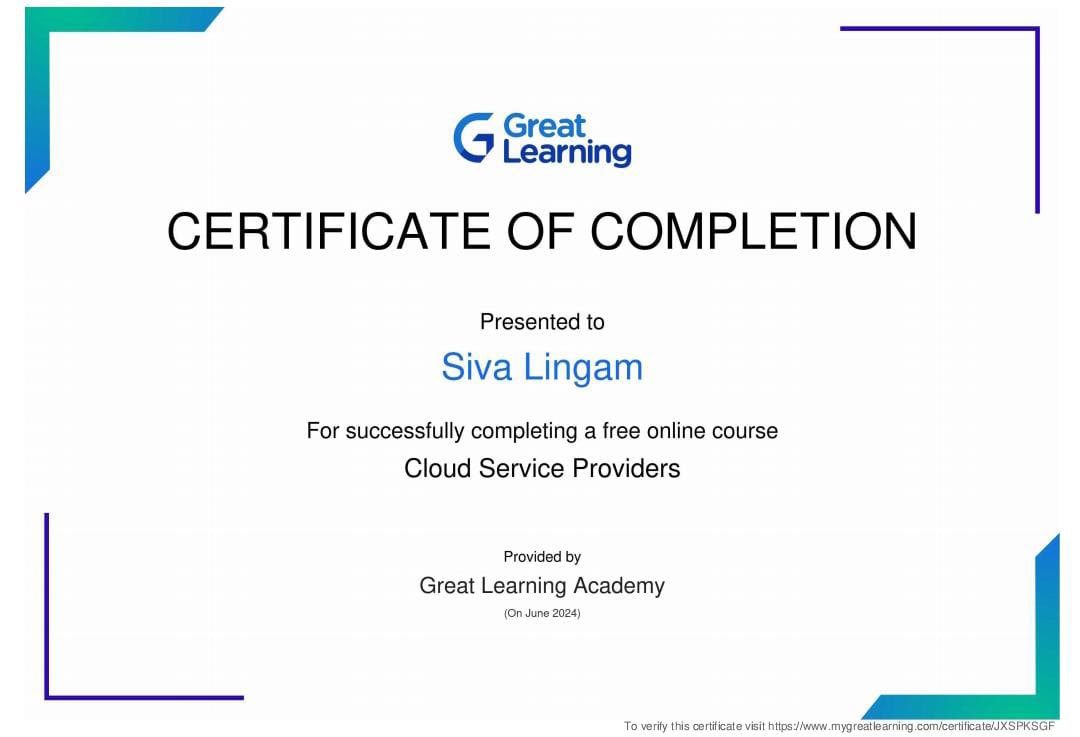 Great
Learning
CERTIFICATE OF COMPLETION
Presented to
Siva Lingam
For successfully completing a free online course
Cloud Service Providers
Provided by
Great Learning Academy
(On June 2024)
To verify this certificate visit https://www.mygreatlearning.com/certificate/JXSPKSGF